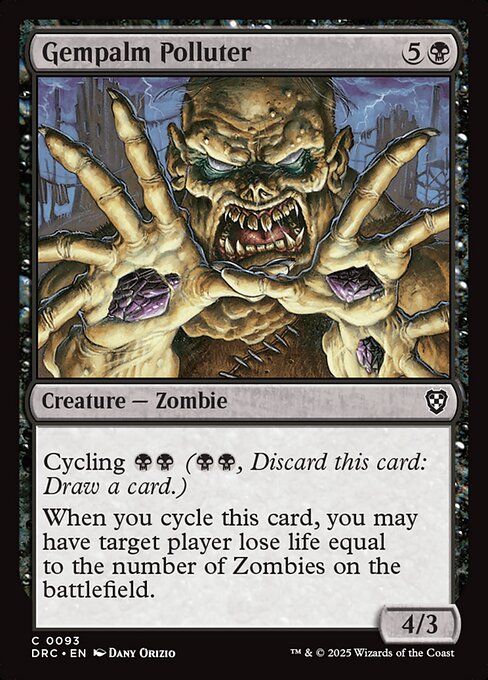 Gempalm Polluter 5
Creature — Zombie
Cycling (, Discard this card:
Draw a card.)
When you cycle this card, you may
have target player lose life equal
to the number of Zombies on the
battlefield.
4/3
C 0093
DRC • EN Dany Orizio
™ & © 2025 Wizards of the Coast